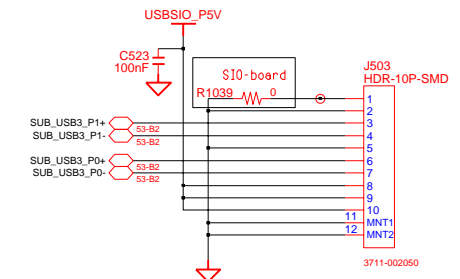 USBSIO_P5V
C523
100nF
SIO-board
R1039
0
J503
HDR-10P-SMD
1
2
SUB_USB3_P1+
53-B2
3
SUB_USB3_P1-
53-B2
4
5
SUB_USB3_P0+
53-B2
6
SUB_USB3_P0-
53-B2
7
8
9
10
11
MNT1
12
MNT2
3711-002050